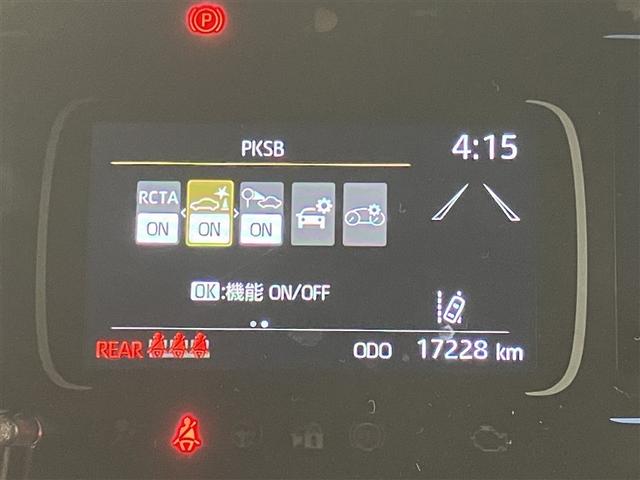 P
PKSB
4:15
RCTA
ON
ON
ON
OK:機能 ON/OFF
REAR
ODO 17228 km